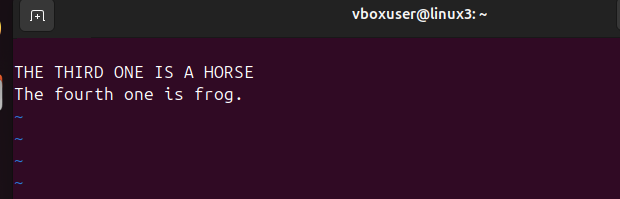 vboxuser@linux3: ~
THE THIRD ONE IS A HORSE
The fourth one is frog.
~
~
~
~